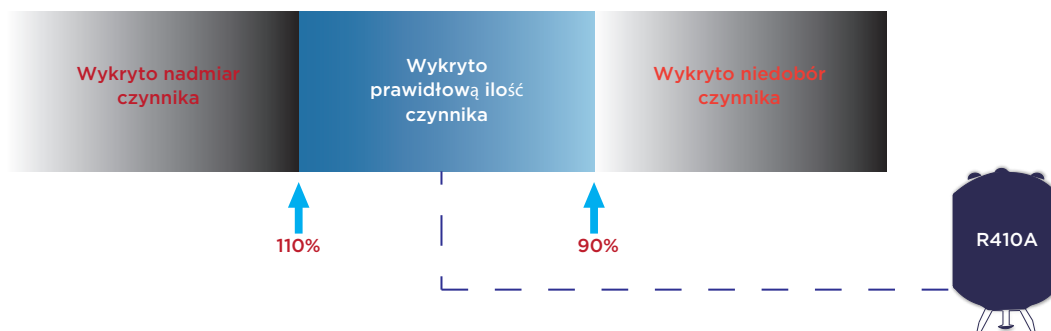 Wykryto nadmiar
czynnika
Wykryto
prawidłową ilość
czynnika
Wykryto niedobór
czynnika
110%
90%
R410A